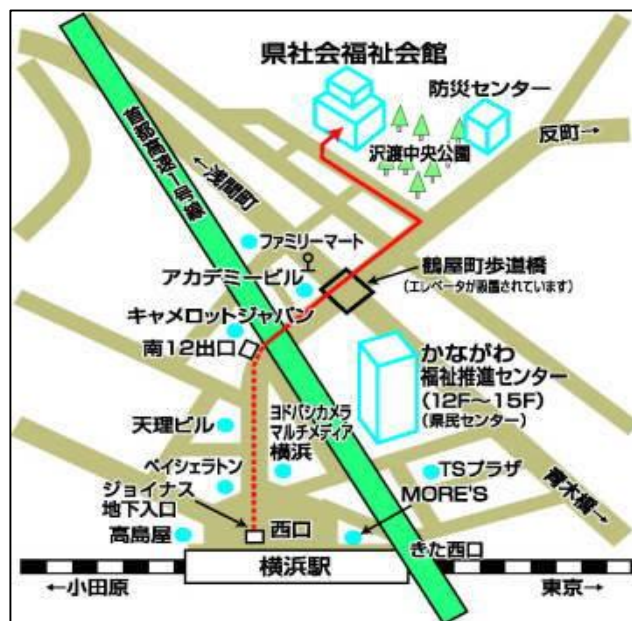 県社会福祉会館
防災センター
反町→
沢渡中央公園
首都高速一号線
←浅間町
ファミリーマート
アカデミービル
鶴屋町歩道橋
(エレベータが設置されています)
キャメロットジャパン
南12出口
かながわ
福祉推進センター
(12F〜15F)
(県民センター)
天理ビル
ヨドバシカメラ
マルチメディア
横浜
ベイシェラトン
TSプラザ
ジョイナス
地下入口
MORE'S
青木橋→
高島屋
西口
きた西口
横浜駅
←小田原
東京→